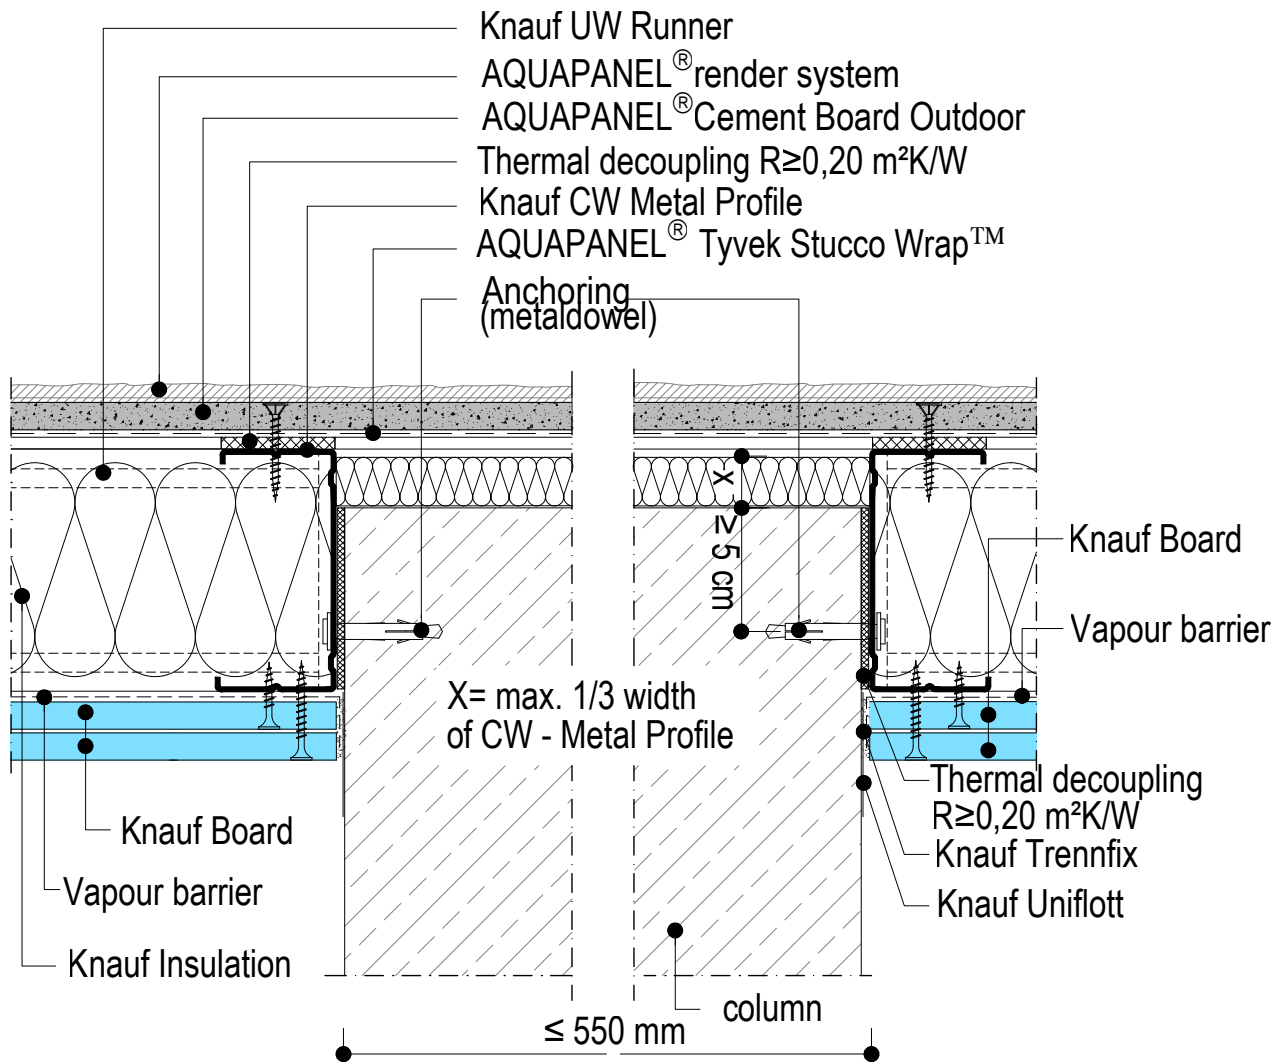 Knauf UW Runner
AQUAPANEL® render system
AQUAPANEL® Cement Board Outdoor
Thermal decoupling R≥0,20 m²K/W
Knauf CW Metal Profile
AQUAPANEL® Tyvek Stucco Wrap™
Anchoring
(metaldowel)
X ≥ 5 cm
Knauf Board
Vapour barrier
X= max. 1/3 width
of CW - Metal Profile
Thermal decoupling
R≥0,20 m²K/W
Knauf Trennfix
Knauf Uniflott
Knauf Board
Vapour barrier
Knauf Insulation
column
≤ 550 mm